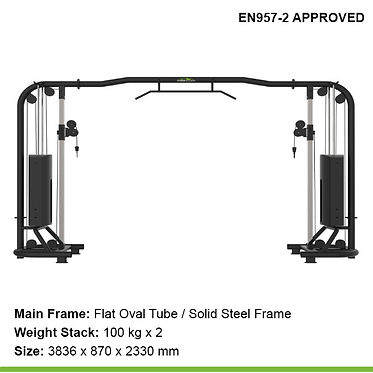 EN957-2 APPROVED
Main Frame: Flat Oval Tube / Solid Steel Frame
Weight Stack: 100 kg x 2
Size: 3836 x 870 x 2330 mm